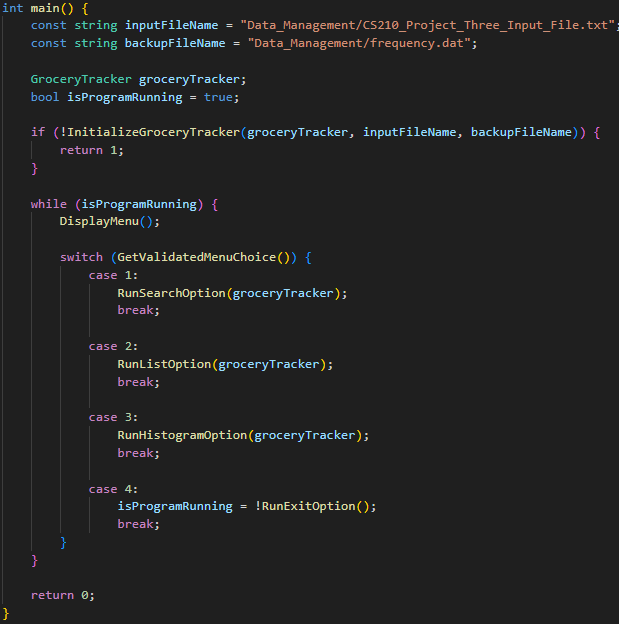 int main() {
    const string inputFileName = "Data_Management/CS210_Project_Three_Input_File.txt";
    const string backupFileName = "Data_Management/frequency.dat";

    GroceryTracker groceryTracker;
    bool isProgramRunning = true;

    if (!InitializeGroceryTracker(groceryTracker, inputFileName, backupFileName)) {
        return 1;
    }

    while (isProgramRunning) {
        DisplayMenu();

        switch (GetValidatedMenuChoice()) {
            case 1:
                RunSearchOption(groceryTracker);
                break;

            case 2:
                RunListOption(groceryTracker);
                break;

            case 3:
                RunHistogramOption(groceryTracker);
                break;

            case 4:
                isProgramRunning = !RunExitOption();
                break;
        }
    }

    return 0;
}